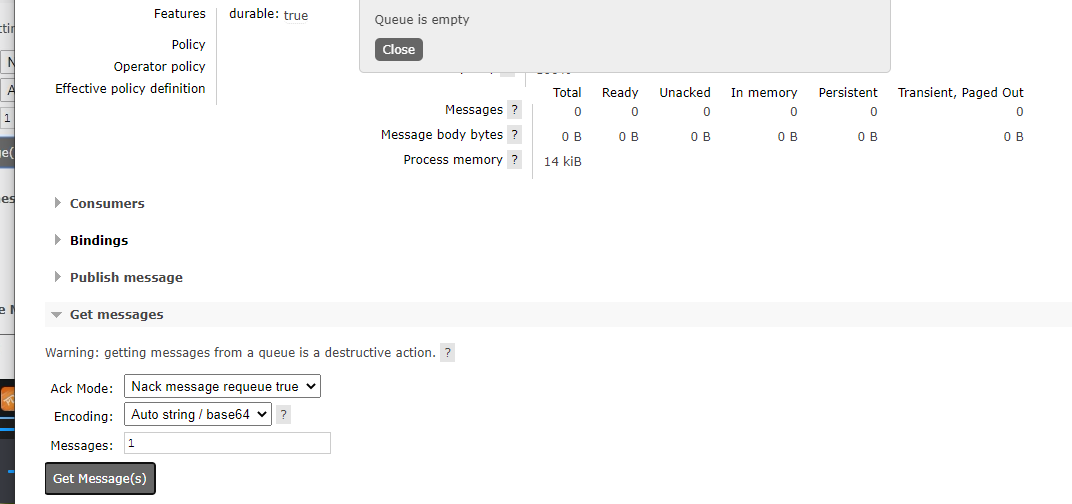 Features durable: true
Queue is empty
Close
Policy
Operator policy
Effective policy definition
Total Ready Unacked In memory Persistent Transient, Paged Out
Messages ? 0 0 0 0 0 0
Message body bytes ? 0 B 0 B 0 B 0 B 0 B 0 B
Process memory ? 14 kiB
Consumers
Bindings
Publish message
Get messages
Warning: getting messages from a queue is a destructive action. ?
Ack Mode: Nack message requeue true
Encoding: Auto string / base64 ?
Messages: 1
Get Message(s)